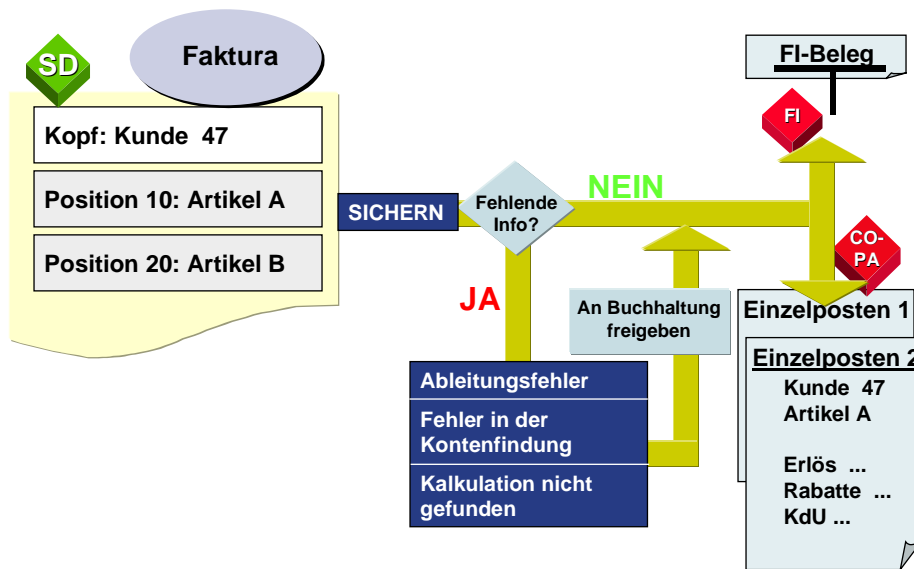 SD
Faktura
Kopf: Kunde 47
Position 10: Artikel A
Position 20: Artikel B
SICHERN
Fehlende
Info?
NEIN
JA
Ableitungsfehler
Fehler in der
Kontenfindung
Kalkulation nicht
gefunden
An Buchhaltung
freigeben
FI-Beleg
FI
CO-
PA
Einzelposten 1
Einzelposten 2
Kunde 47
Artikel A
Erlös ...
Rabatte ...
KdU ...